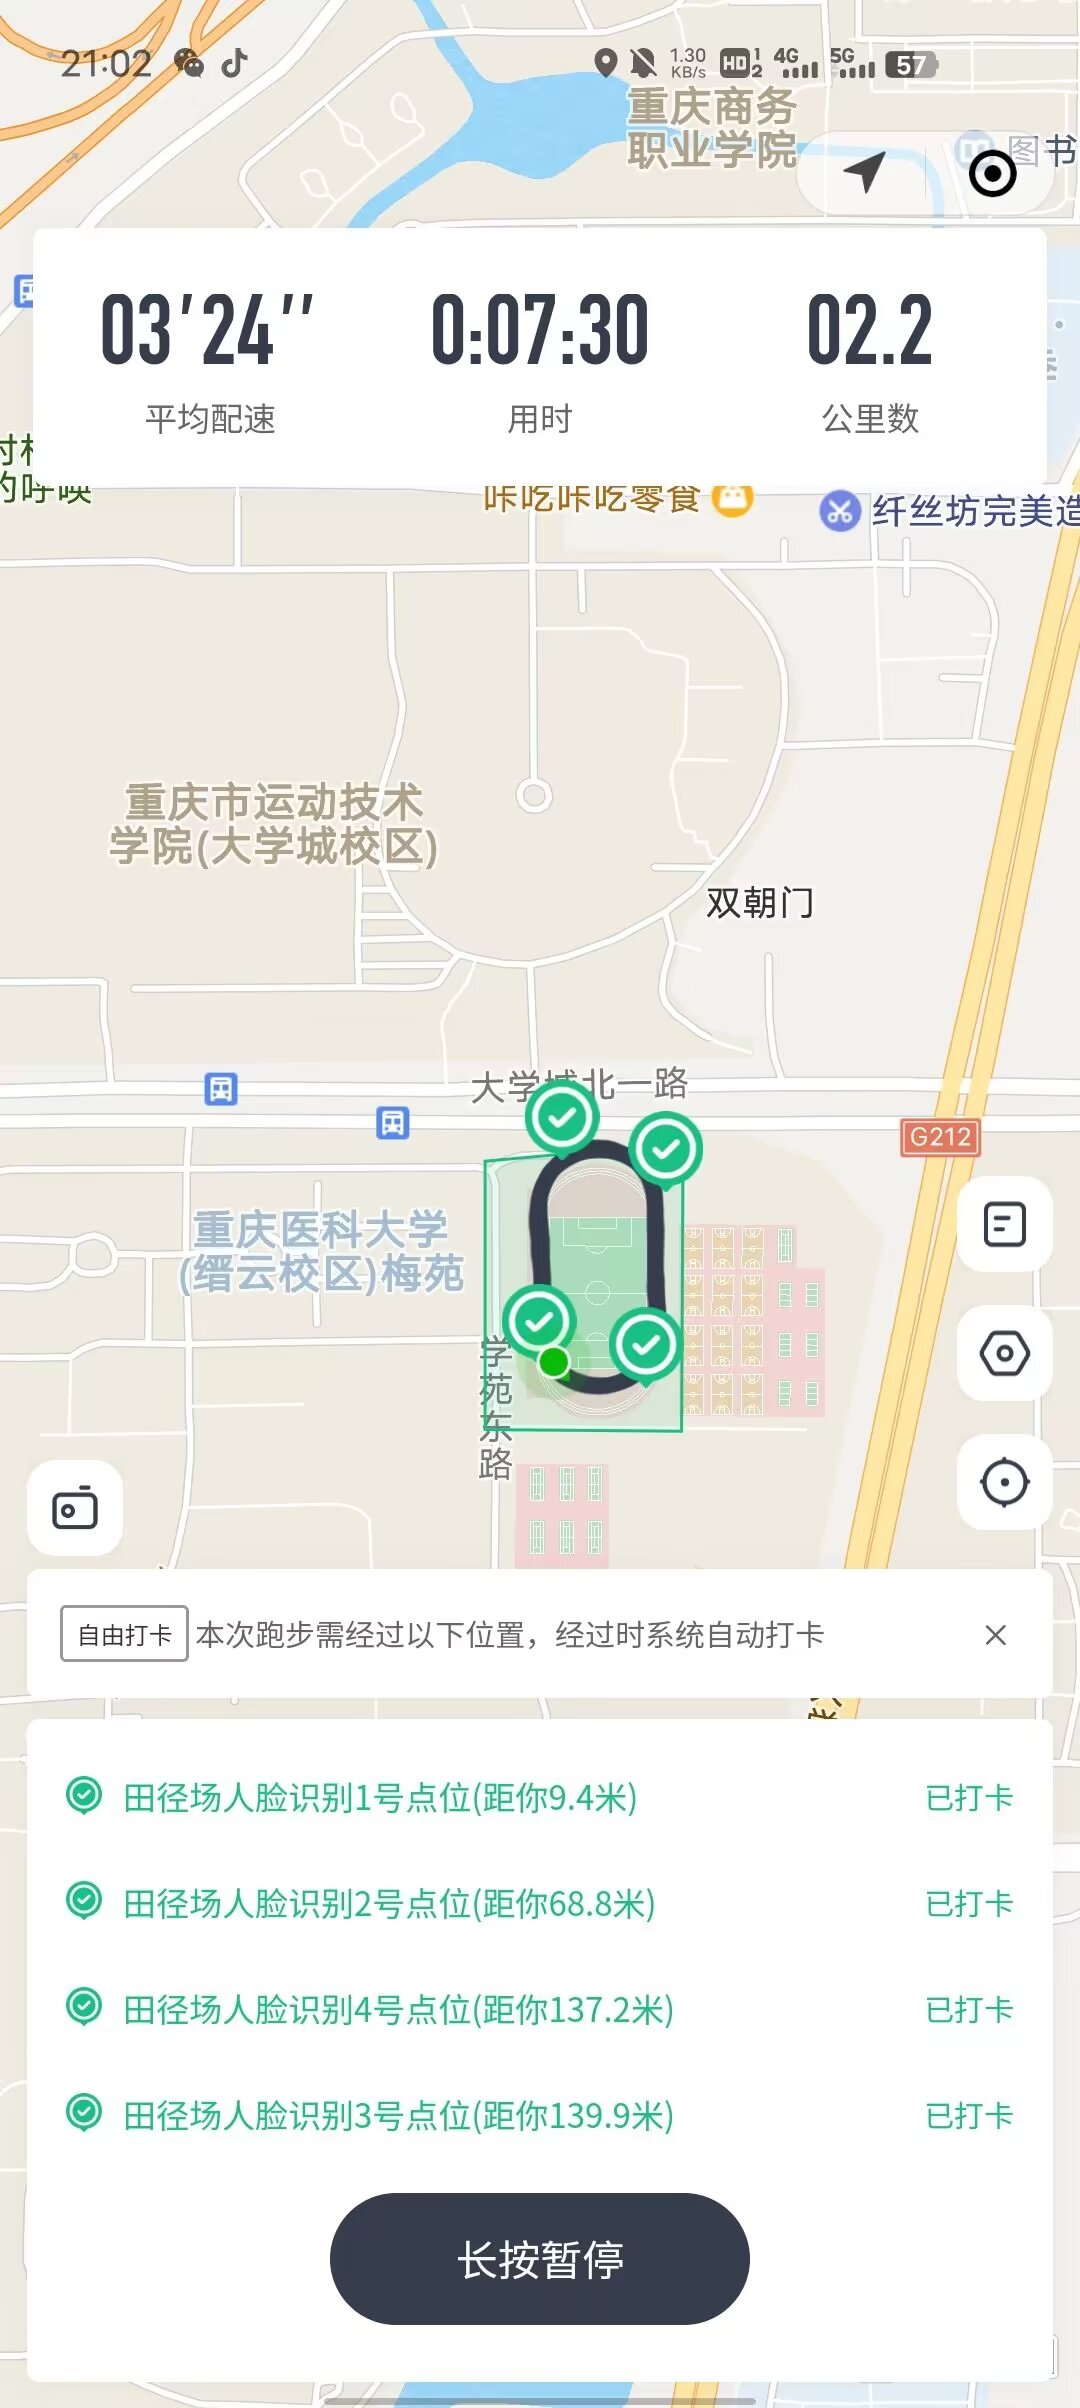 21:02
1.30
KB/s
HD
1
2
4G
5G
57
重庆商务
职业学院
图书
03′24′′
0:07:30
02.2
平均配速
用时
公里数
的呼唤
咔吃咔吃零食
纤丝坊完美造
重庆市运动技术
学院(大学城校区)
双朝门
大学城北一路
G212
重庆医科大学
(缙云校区)梅苑
学苑东路
自由打卡
本次跑步需经过以下位置，经过时系统自动打卡
田径场人脸识别1号点位(距你9.4米)
已打卡
田径场人脸识别2号点位(距你68.8米)
已打卡
田径场人脸识别4号点位(距你137.2米)
已打卡
田径场人脸识别3号点位(距你139.9米)
已打卡
长按暂停